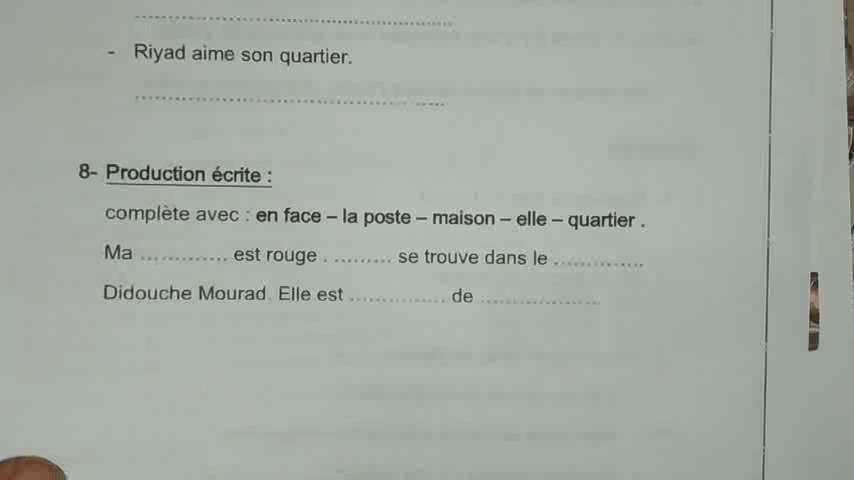 ....................................................
- Riyad aime son quartier.
....................................................
8- Production écrite :
complète avec : en face – la poste – maison – elle – quartier .
Ma ............. est rouge . ......... se trouve dans le ..............
Didouche Mourad. Elle est ............... de ...................